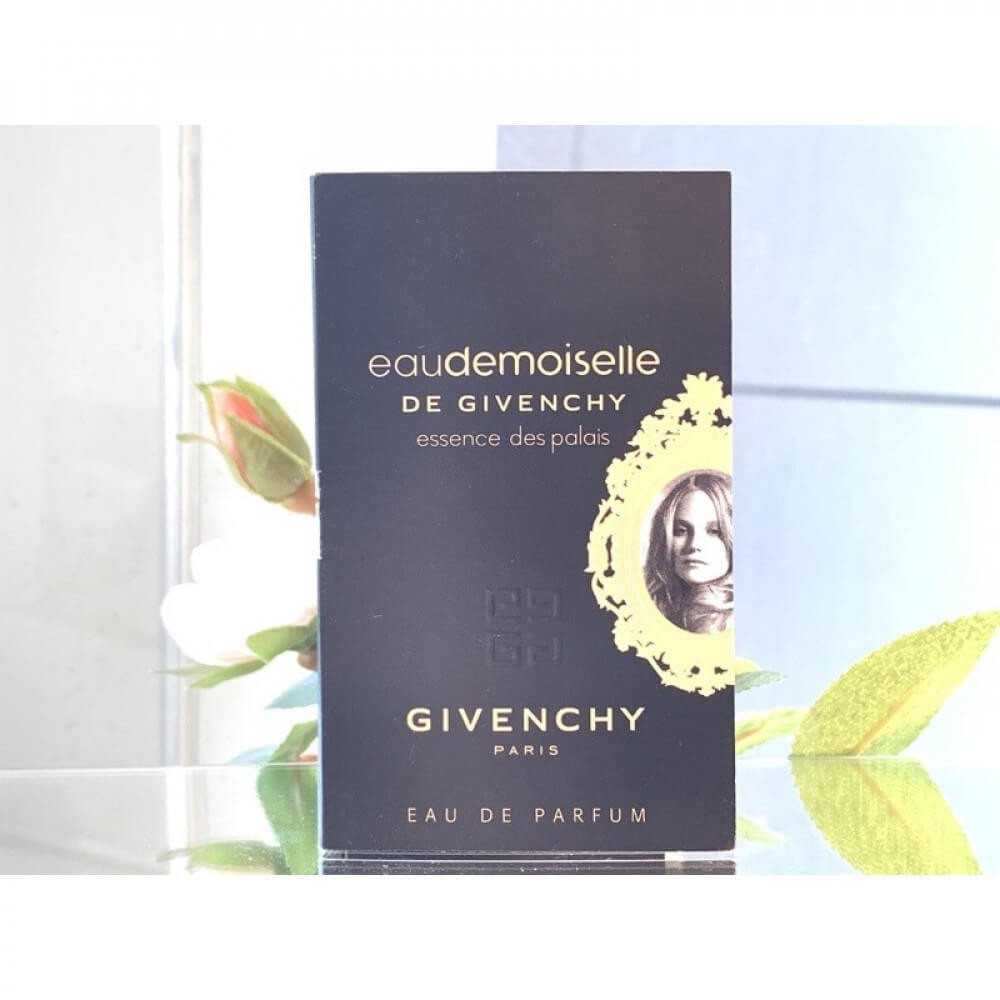 eaudemoiselle
DE GIVENCHY
essence des palais
GIVENCHY
PARIS
EAU DE PARFUM